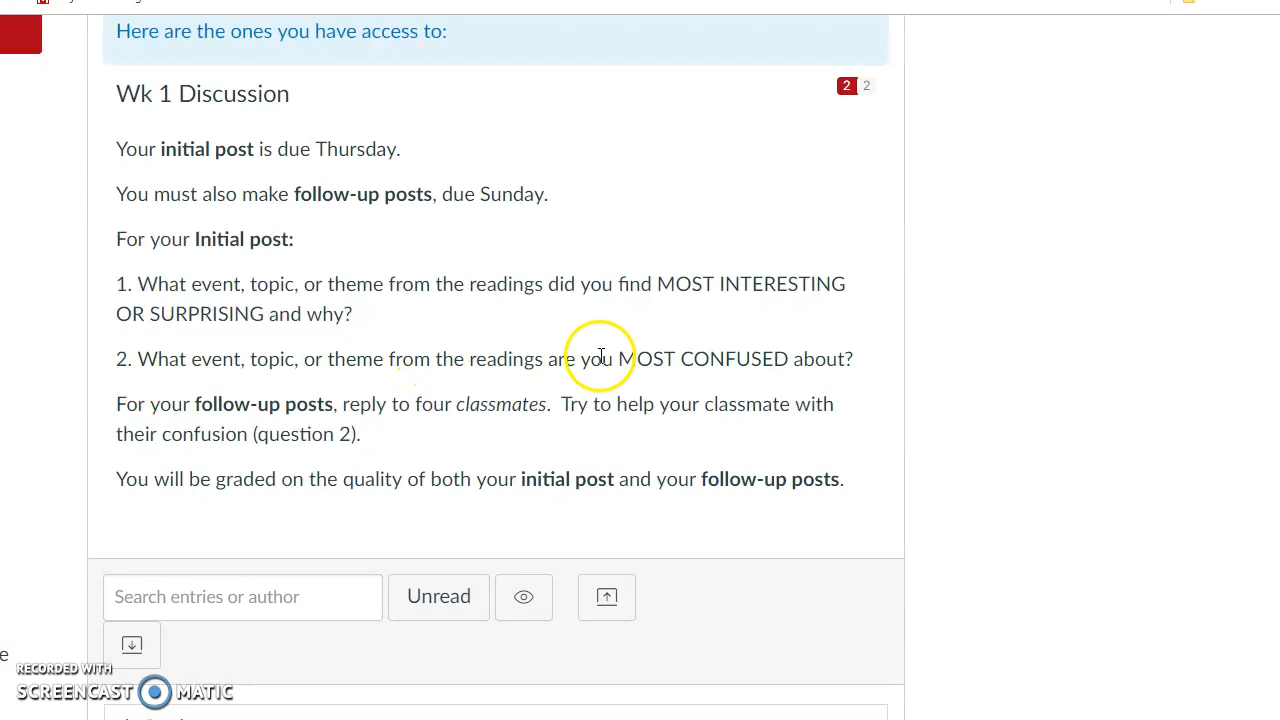 Here are the ones you have access to:
Wk 1 Discussion
2 2
Your initial post is due Thursday.
You must also make follow-up posts, due Sunday.
For your Initial post:
1. What event, topic, or theme from the readings did you find MOST INTERESTING
OR SURPRISING and why?
2. What event, topic, or theme from the readings are you MOST CONFUSED about?
For your follow-up posts, reply to four classmates.  Try to help your classmate with
their confusion (question 2).
You will be graded on the quality of both your initial post and your follow-up posts.
Search entries or author
Unread
e
RECORDED WITH
SCREENCAST MATIC